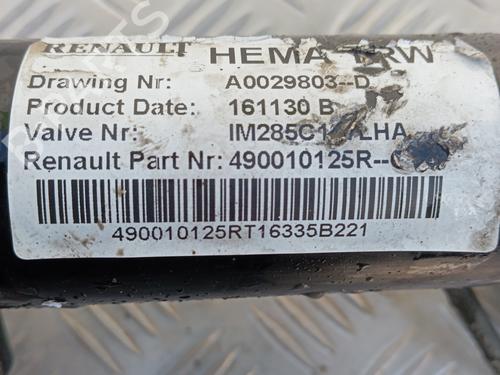 RENAULT HEMA TRW
Drawing Nr: A0029803--D
Product Date: 161130 B
Valve Nr:
Renault Part Nr: 490010125R--
490010125RT16335B221